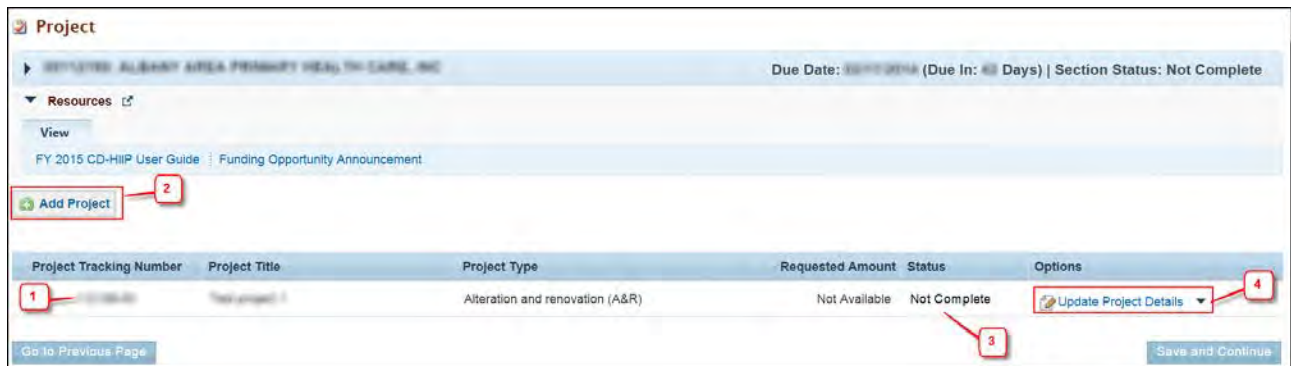 Project
Due Date: (Due In: Days) | Section Status: Not Complete
Resources
View
FY 2015 CD-HIIP User Guide Funding Opportunity Announcement
2
Add Project
Project Tracking Number Project Title Project Type Requested Amount Status Options
1 Alteration and renovation (A&R) Not Available Not Complete Update Project Details 4
3
Go to Previous Page Save and Continue